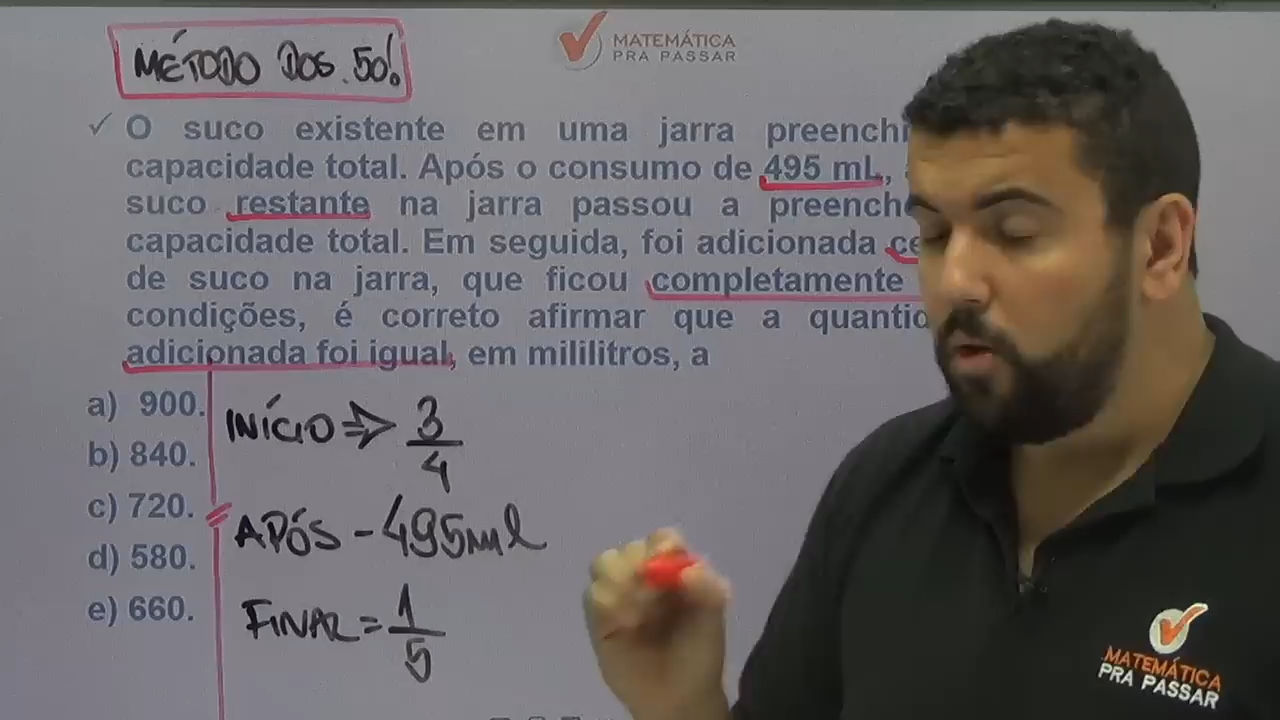 MÉTODO DOS 50!
MATEMÁTICA
PRA PASSAR
✓ O suco existente em uma jarra
capacidade total. Após o consumo de 495 mL,
suco restante na jarra passou a
capacidade total. Em seguida, foi adicionada
de suco na jarra, que ficou completamente
condições, é correto afirmar que a
adicionada foi igual, em mililitros, a
a) 900.
b) 840.
c) 720.
d) 580.
e) 660.
INÍCIO ⇒ 3/4
APÓS - 495ml
FINAL = 1/5
MATEMÁTICA
PRA PASSAR